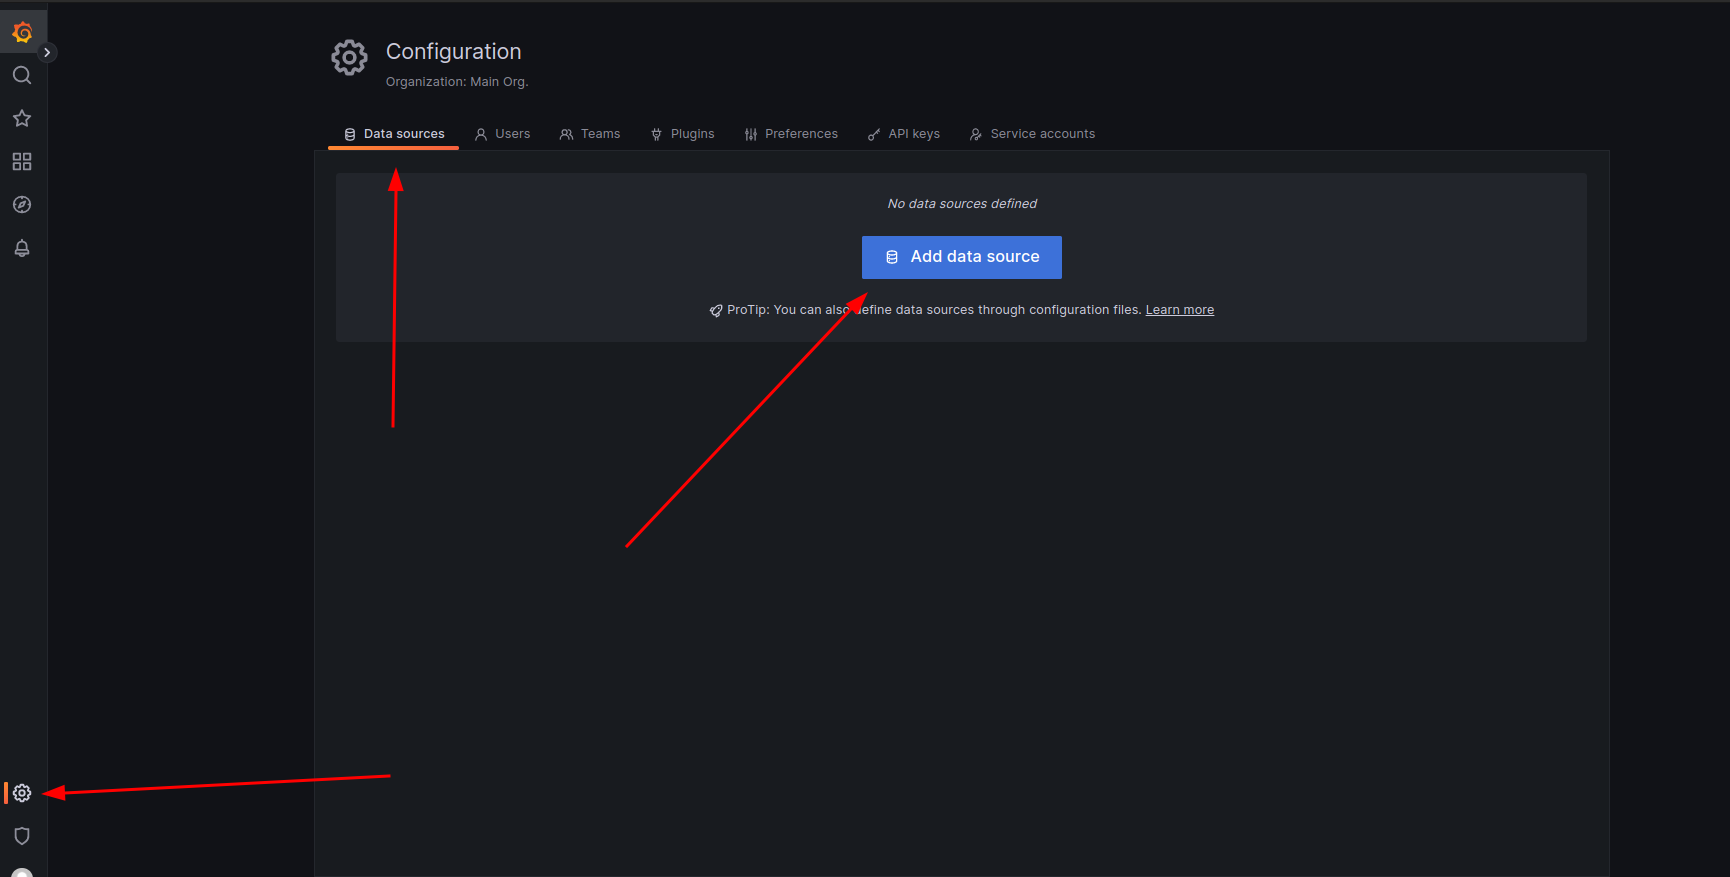 Configuration
Organization: Main Org.
Data sources Users Teams Plugins Preferences API keys Service accounts
No data sources defined
Add data source
ProTip: You can also define data sources through configuration files. Learn more